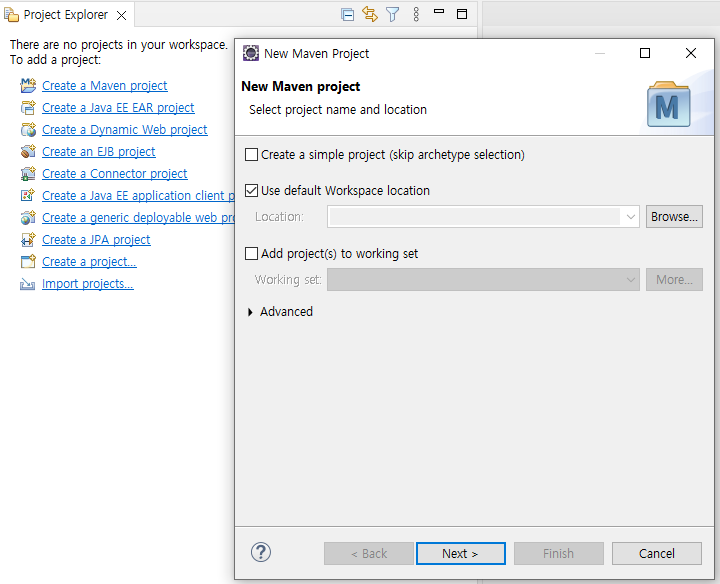 Project Explorer
There are no projects in your workspace.
To add a project:
Create a Maven project
Create a Java EE EAR project
Create a Dynamic Web project
Create an EJB project
Create a Connector project
Create a Java EE application client p
Create a generic deployable web pro
Create a JPA project
Create a project...
Import projects...
New Maven Project
New Maven project
Select project name and location
M
Create a simple project (skip archetype selection)
Use default Workspace location
Location:
Browse...
Add project(s) to working set
Working set:
More...
Advanced
?
< Back
Next >
Finish
Cancel